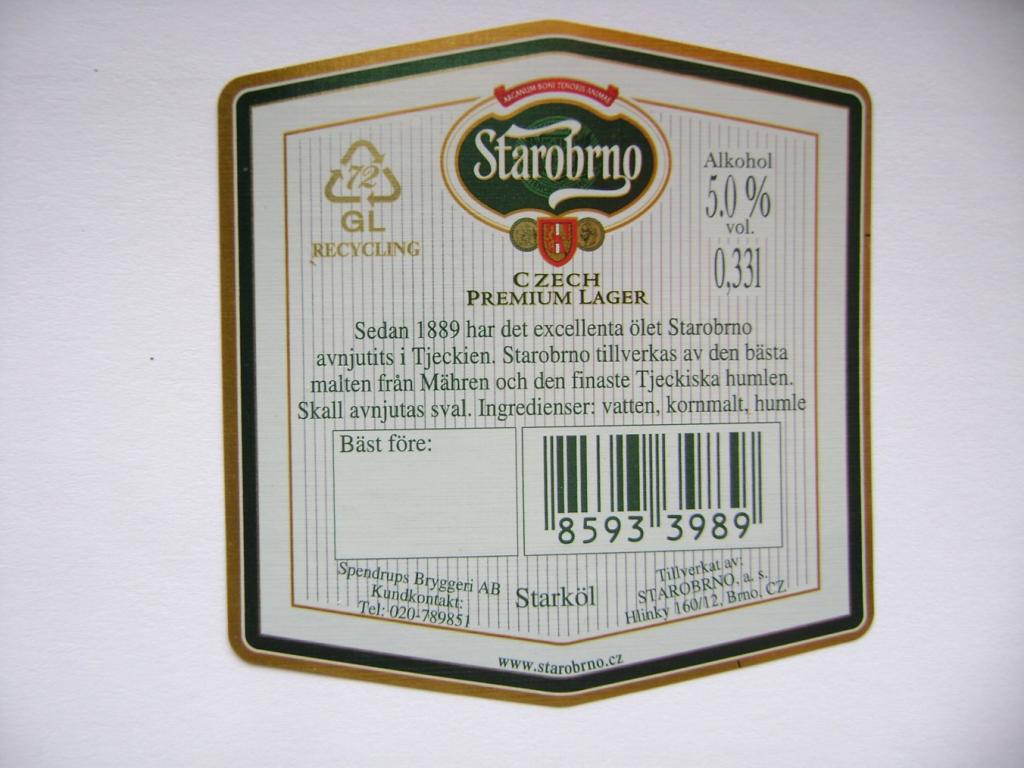 ARCANUM BONI TENORIS ANIMAE
Starobrno
72
GL
RECYCLING
Alkohol
5.0 %
vol.
0,33l
CZECH
PREMIUM LAGER
Sedan 1889 har det excellenta ölet Starobrno
avnjutits i Tjeckien. Starobrno tillverkas av den bästa
malten från Mähren och den finaste Tjeckiska humlen.
Skall avnjutas sval. Ingredienser: vatten, kornmalt, humle
Bäst före:
8593 3989
Spendrups Bryggeri AB
Kundkontakt:
Tel: 020-789851
Starköl
Tillverkat av:
STAROBRNO, a. s.
Hlinky 160/12, Brno, CZ
www.starobrno.cz